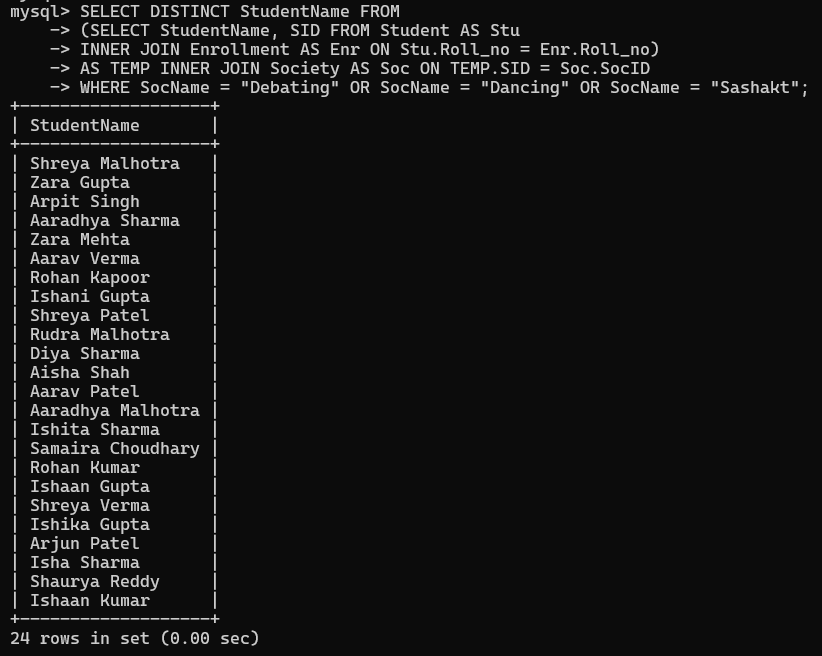 mysql> SELECT DISTINCT StudentName FROM
    -> (SELECT StudentName, SID FROM Student AS Stu
    -> INNER JOIN Enrollment AS Enr ON Stu.Roll_no = Enr.Roll_no)
    -> AS TEMP INNER JOIN Society AS Soc ON TEMP.SID = Soc.SocID
    -> WHERE SocName = "Debating" OR SocName = "Dancing" OR SocName = "Sashakt";
+-------------------+
| StudentName       |
+-------------------+
| Shreya Malhotra   |
| Zara Gupta        |
| Arpit Singh       |
| Aaradhya Sharma   |
| Zara Mehta        |
| Aarav Verma       |
| Rohan Kapoor      |
| Ishani Gupta      |
| Shreya Patel      |
| Rudra Malhotra    |
| Diya Sharma       |
| Aisha Shah        |
| Aarav Patel       |
| Aaradhya Malhotra |
| Ishita Sharma     |
| Samaira Choudhary |
| Rohan Kumar       |
| Ishaan Gupta      |
| Shreya Verma      |
| Ishika Gupta      |
| Arjun Patel       |
| Isha Sharma       |
| Shaurya Reddy     |
| Ishaan Kumar      |
+-------------------+
24 rows in set (0.00 sec)